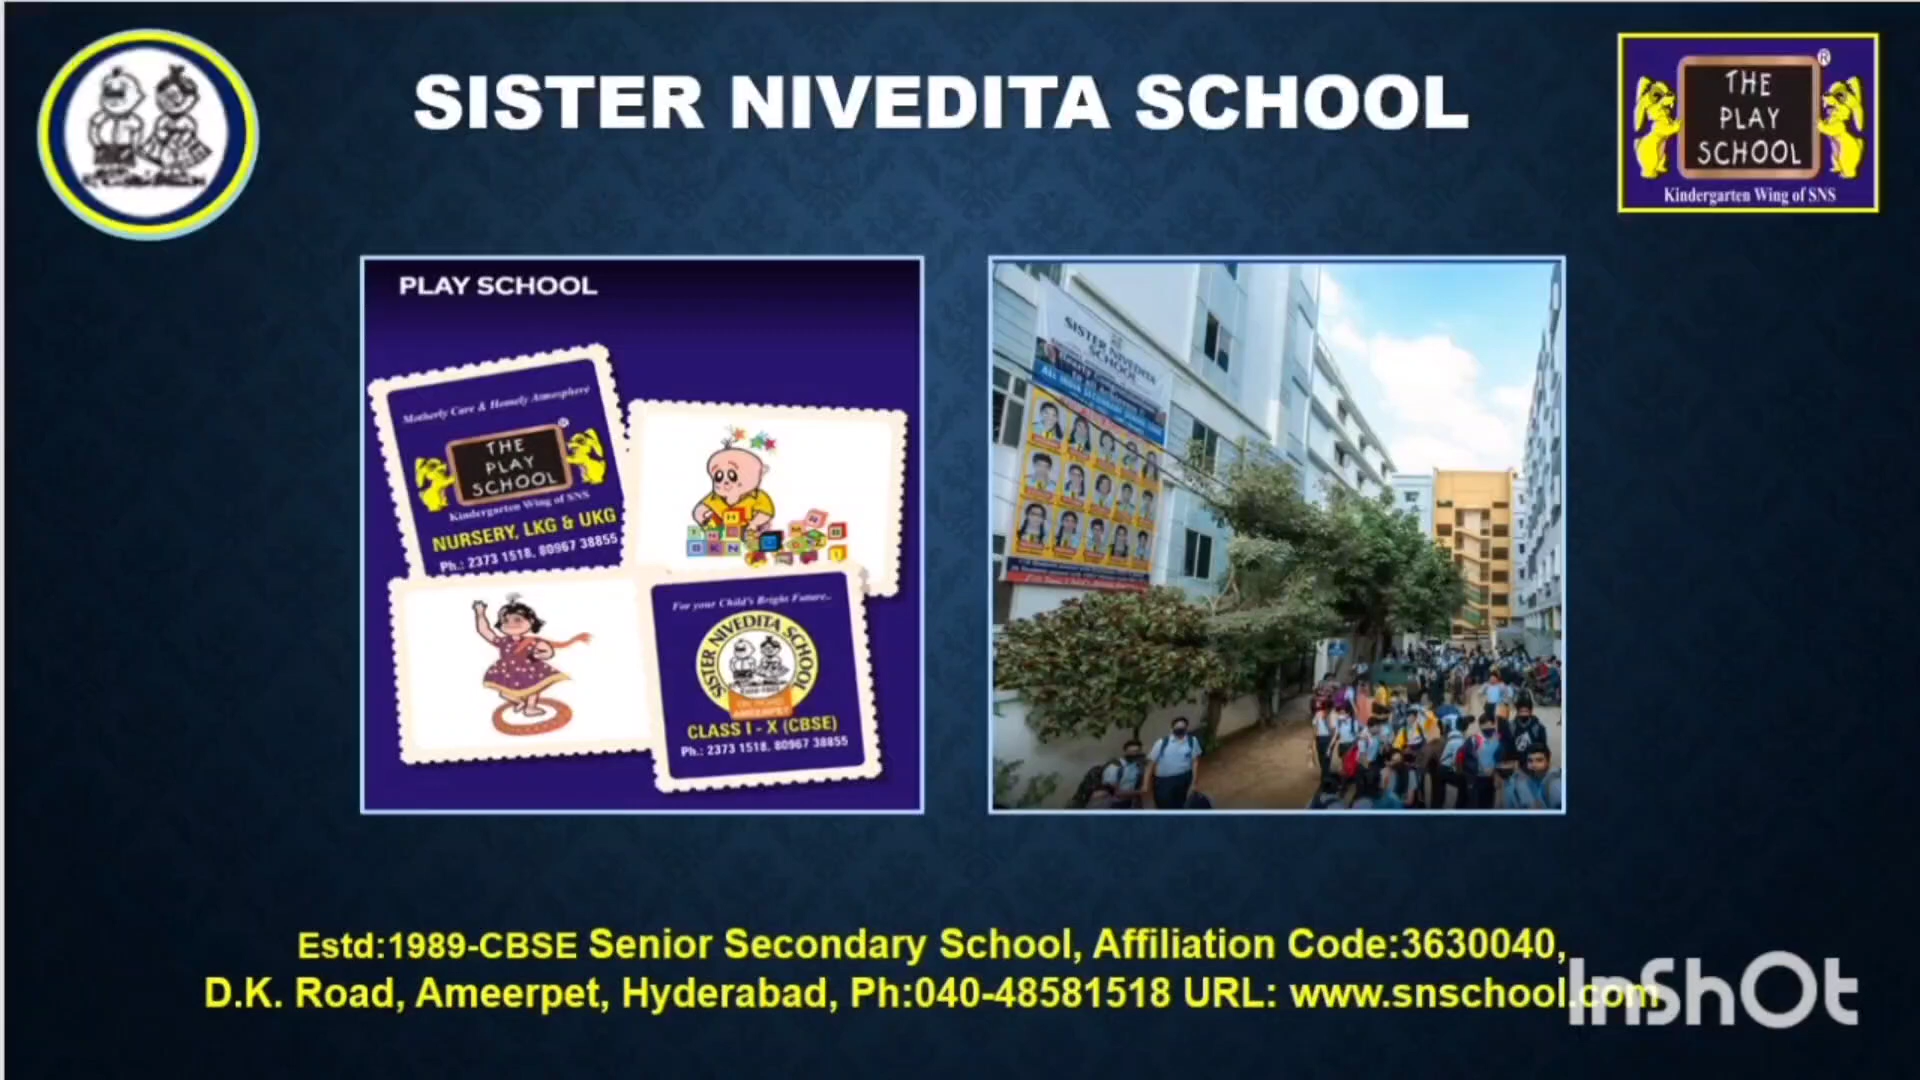 SISTER NIVEDITA SCHOOL
THE
PLAY
SCHOOL
®
Kindergarten Wing of SNS
PLAY SCHOOL
Motherly Care & Homely Atmosphere
THE
PLAY
SCHOOL
Kindergarten Wing of SNS
NURSERY, LKG & UKG
Ph.: 2373 1518, 80967 38855
For your Child's Bright Future..
SISTER NIVEDITA SCHOOL
AMEERPET
CLASS I - X (CBSE)
Ph.: 2373 1518, 80967 38855
SISTER NIVEDITA
SCHOOL
Estd:1989-CBSE Senior Secondary School, Affiliation Code:3630040,
D.K. Road, Ameerpet, Hyderabad, Ph:040-48581518 URL: www.snschool.com
InShOt